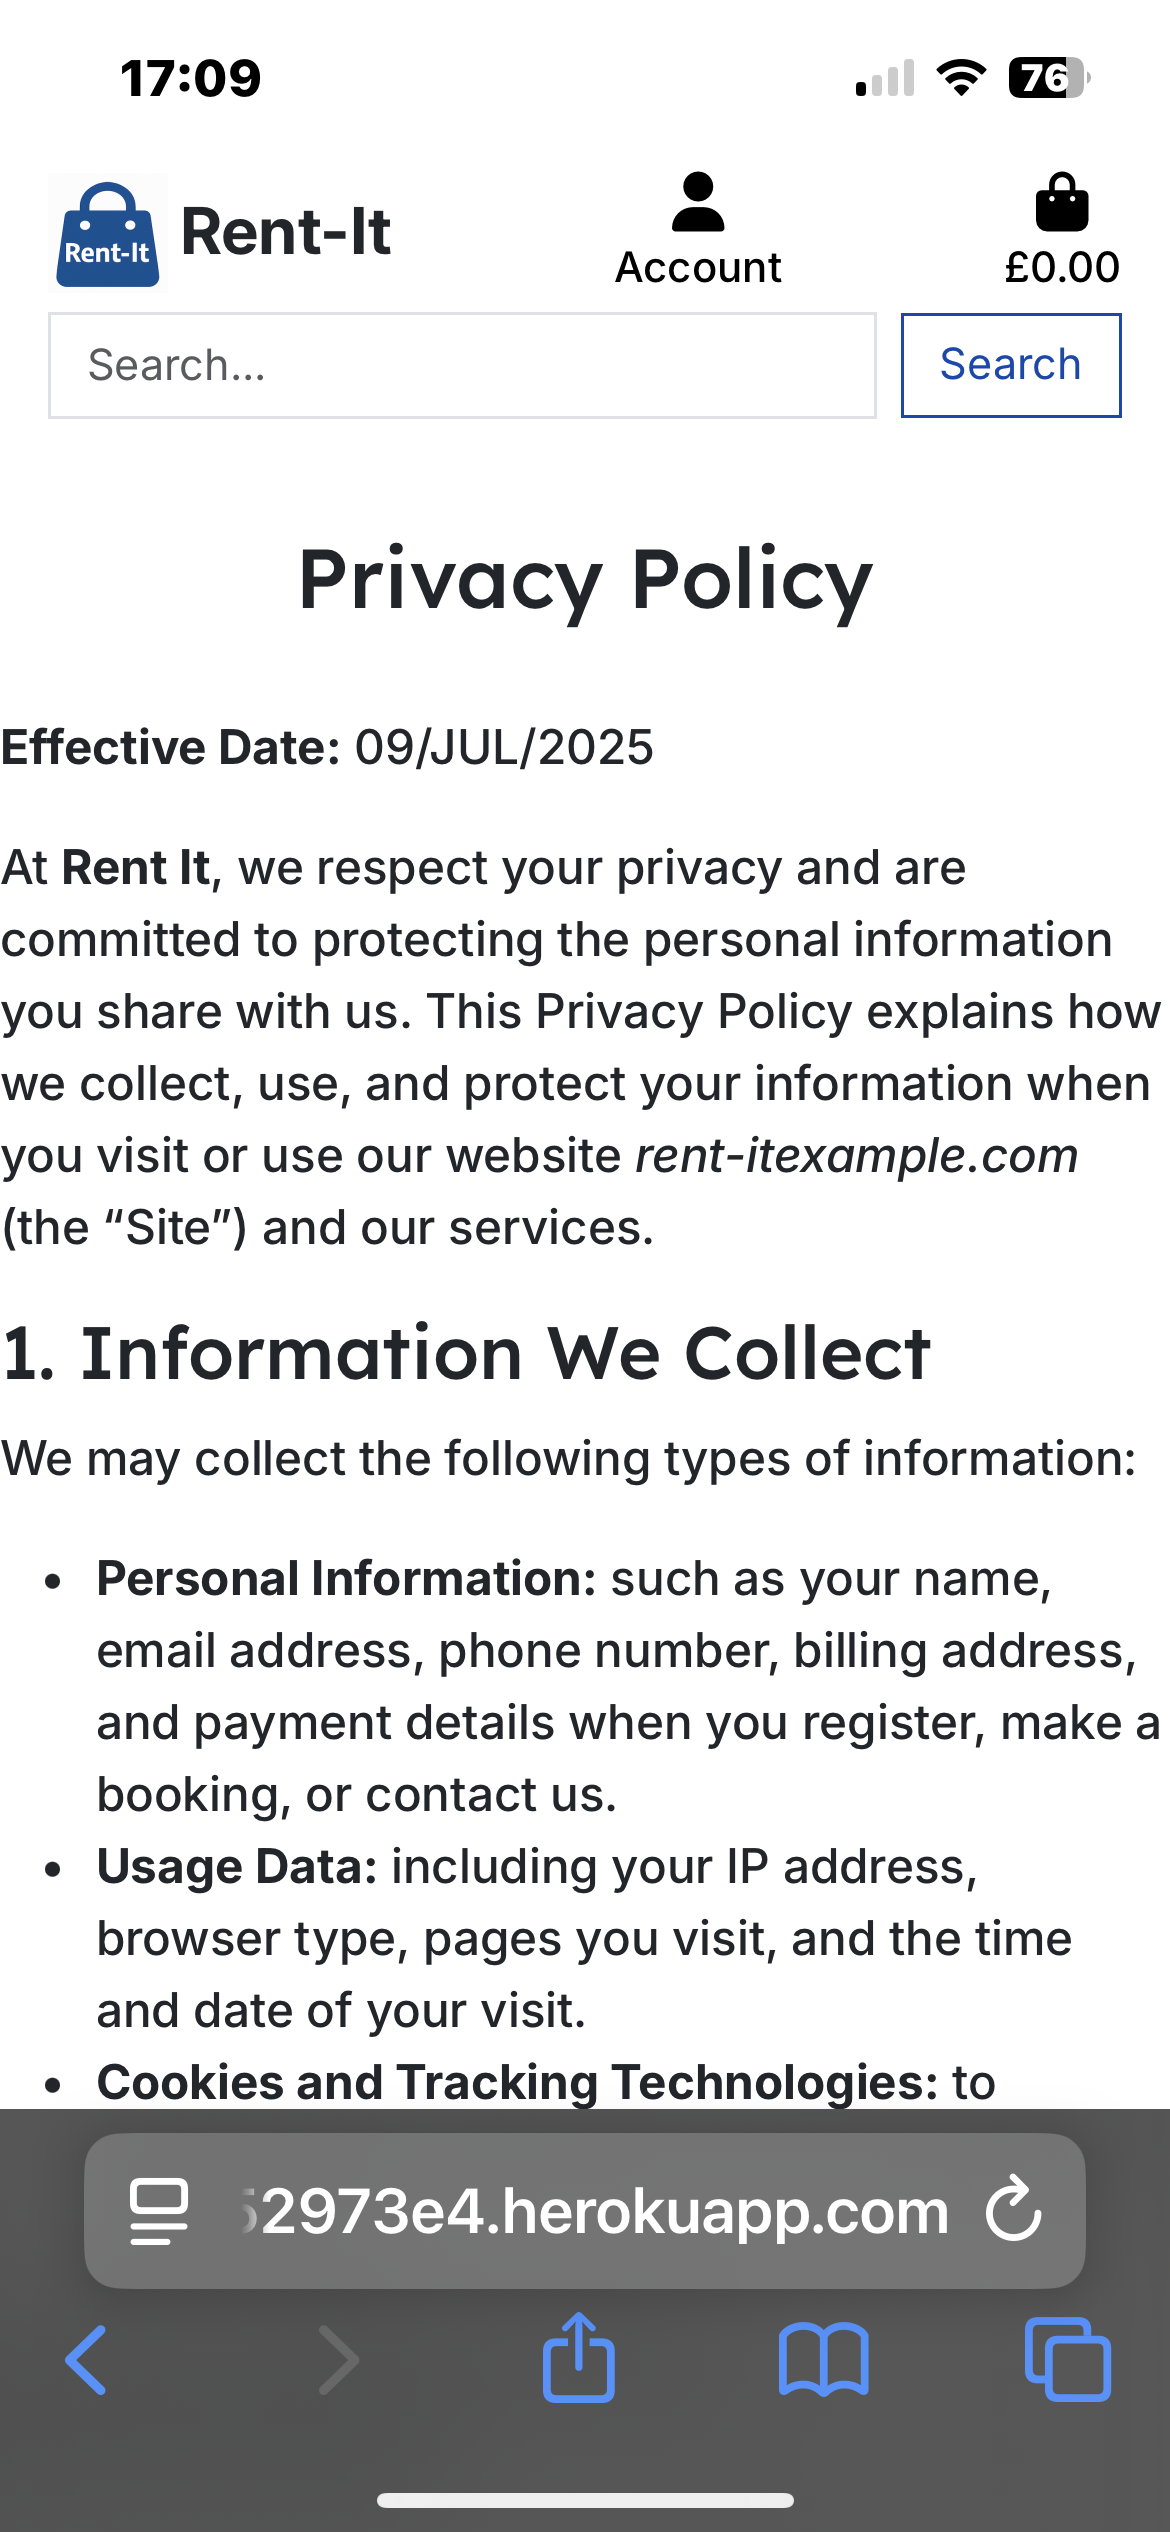 17:09
76
Rent-It
Rent-It
Account
£0.00
Search...
Search
Privacy Policy
Effective Date: 09/JUL/2025
At Rent It, we respect your privacy and are
committed to protecting the personal information
you share with us. This Privacy Policy explains how
we collect, use, and protect your information when
you visit or use our website rent-itexample.com
(the “Site”) and our services.
1. Information We Collect
We may collect the following types of information:
• Personal Information: such as your name,
email address, phone number, billing address,
and payment details when you register, make a
booking, or contact us.
• Usage Data: including your IP address,
browser type, pages you visit, and the time
and date of your visit.
• Cookies and Tracking Technologies: to
52973e4.herokuapp.com